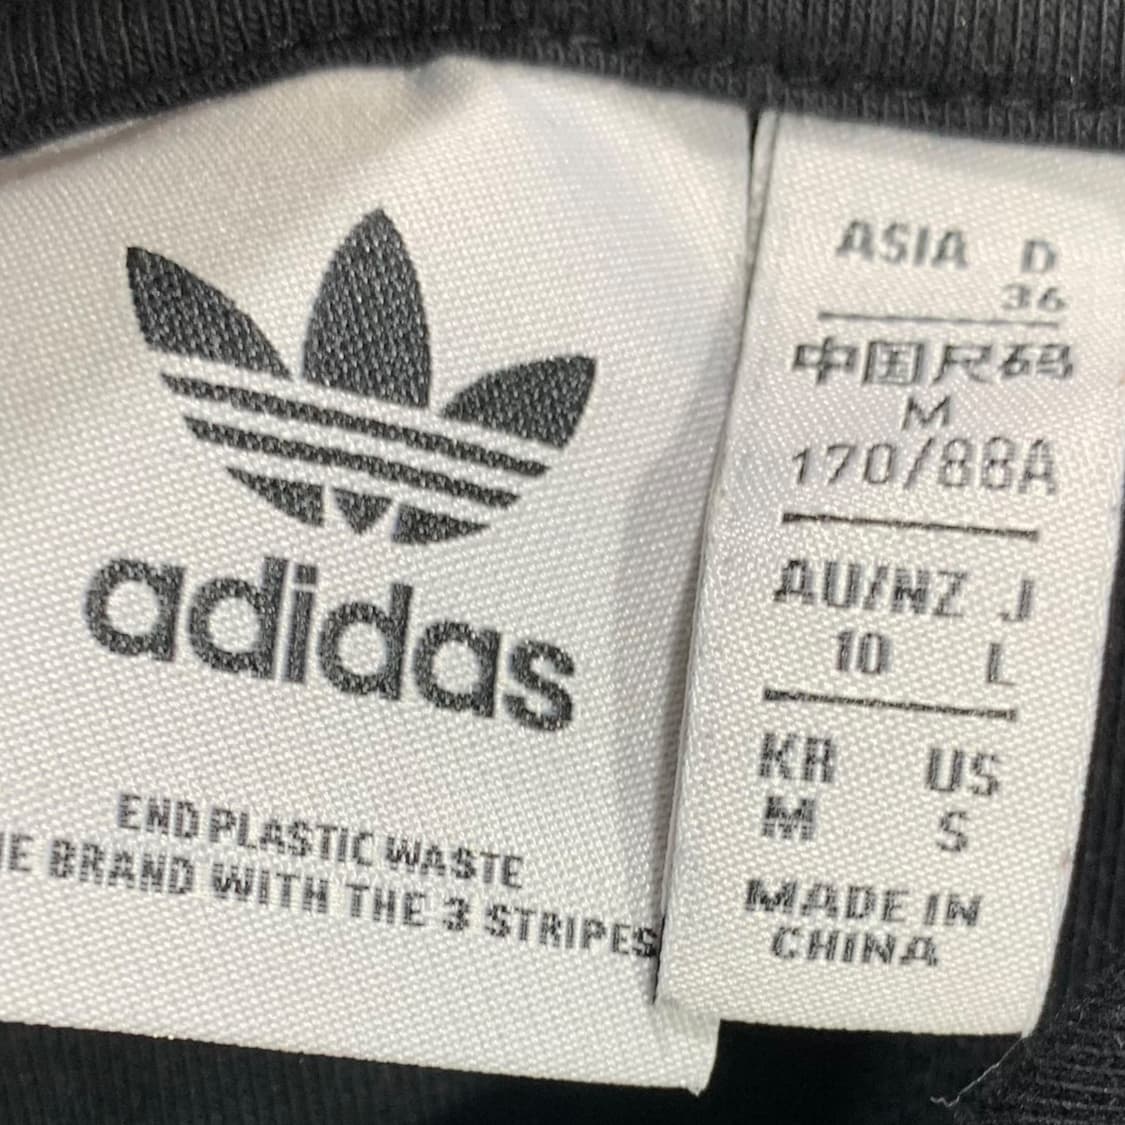 adidas
END PLASTIC WASTE
E BRAND WITH THE 3 STRIPES
ASIA D
36
中国尺码
M
170/88A
AU/NZ J
10 L
KR US
M S
MADE IN
CHINA